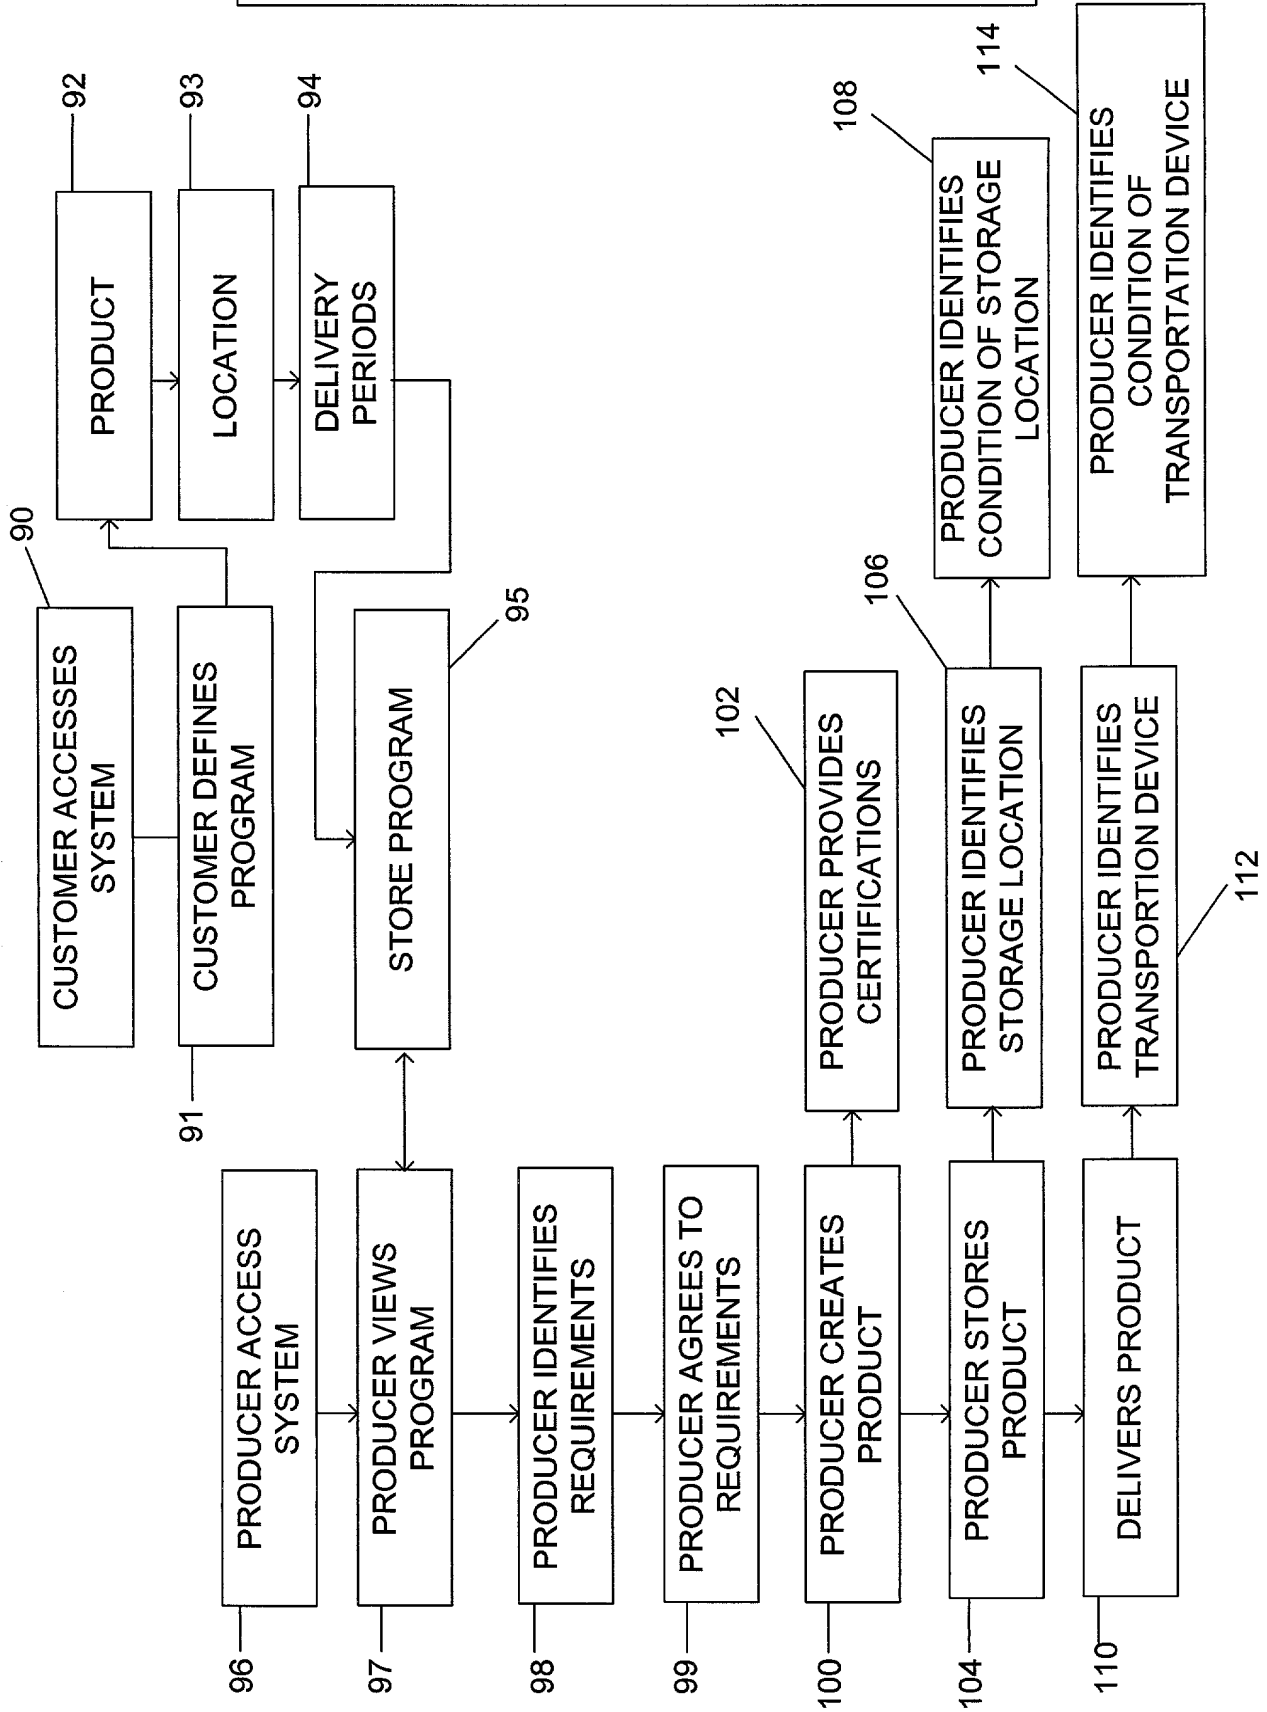 90
CUSTOMER ACCESSES
SYSTEM
91
CUSTOMER DEFINES
PROGRAM
92
PRODUCT
93
LOCATION
94
DELIVERY
PERIODS
STORE PROGRAM
95
96
PRODUCER ACCESS
SYSTEM
97
PRODUCER VIEWS
PROGRAM
98
PRODUCER IDENTIFIES
REQUIREMENTS
99
PRODUCER AGREES TO
REQUIREMENTS
100
PRODUCER CREATES
PRODUCT
102
PRODUCER PROVIDES
CERTIFICATIONS
104
PRODUCER STORES
PRODUCT
106
PRODUCER IDENTIFIES
STORAGE LOCATION
108
PRODUCER IDENTIFIES
CONDITION OF STORAGE
LOCATION
110
DELIVERS PRODUCT
112
PRODUCER IDENTIFIES
TRANSPORTION DEVICE
114
PRODUCER IDENTIFIES
CONDITION OF
TRANSPORTATION DEVICE